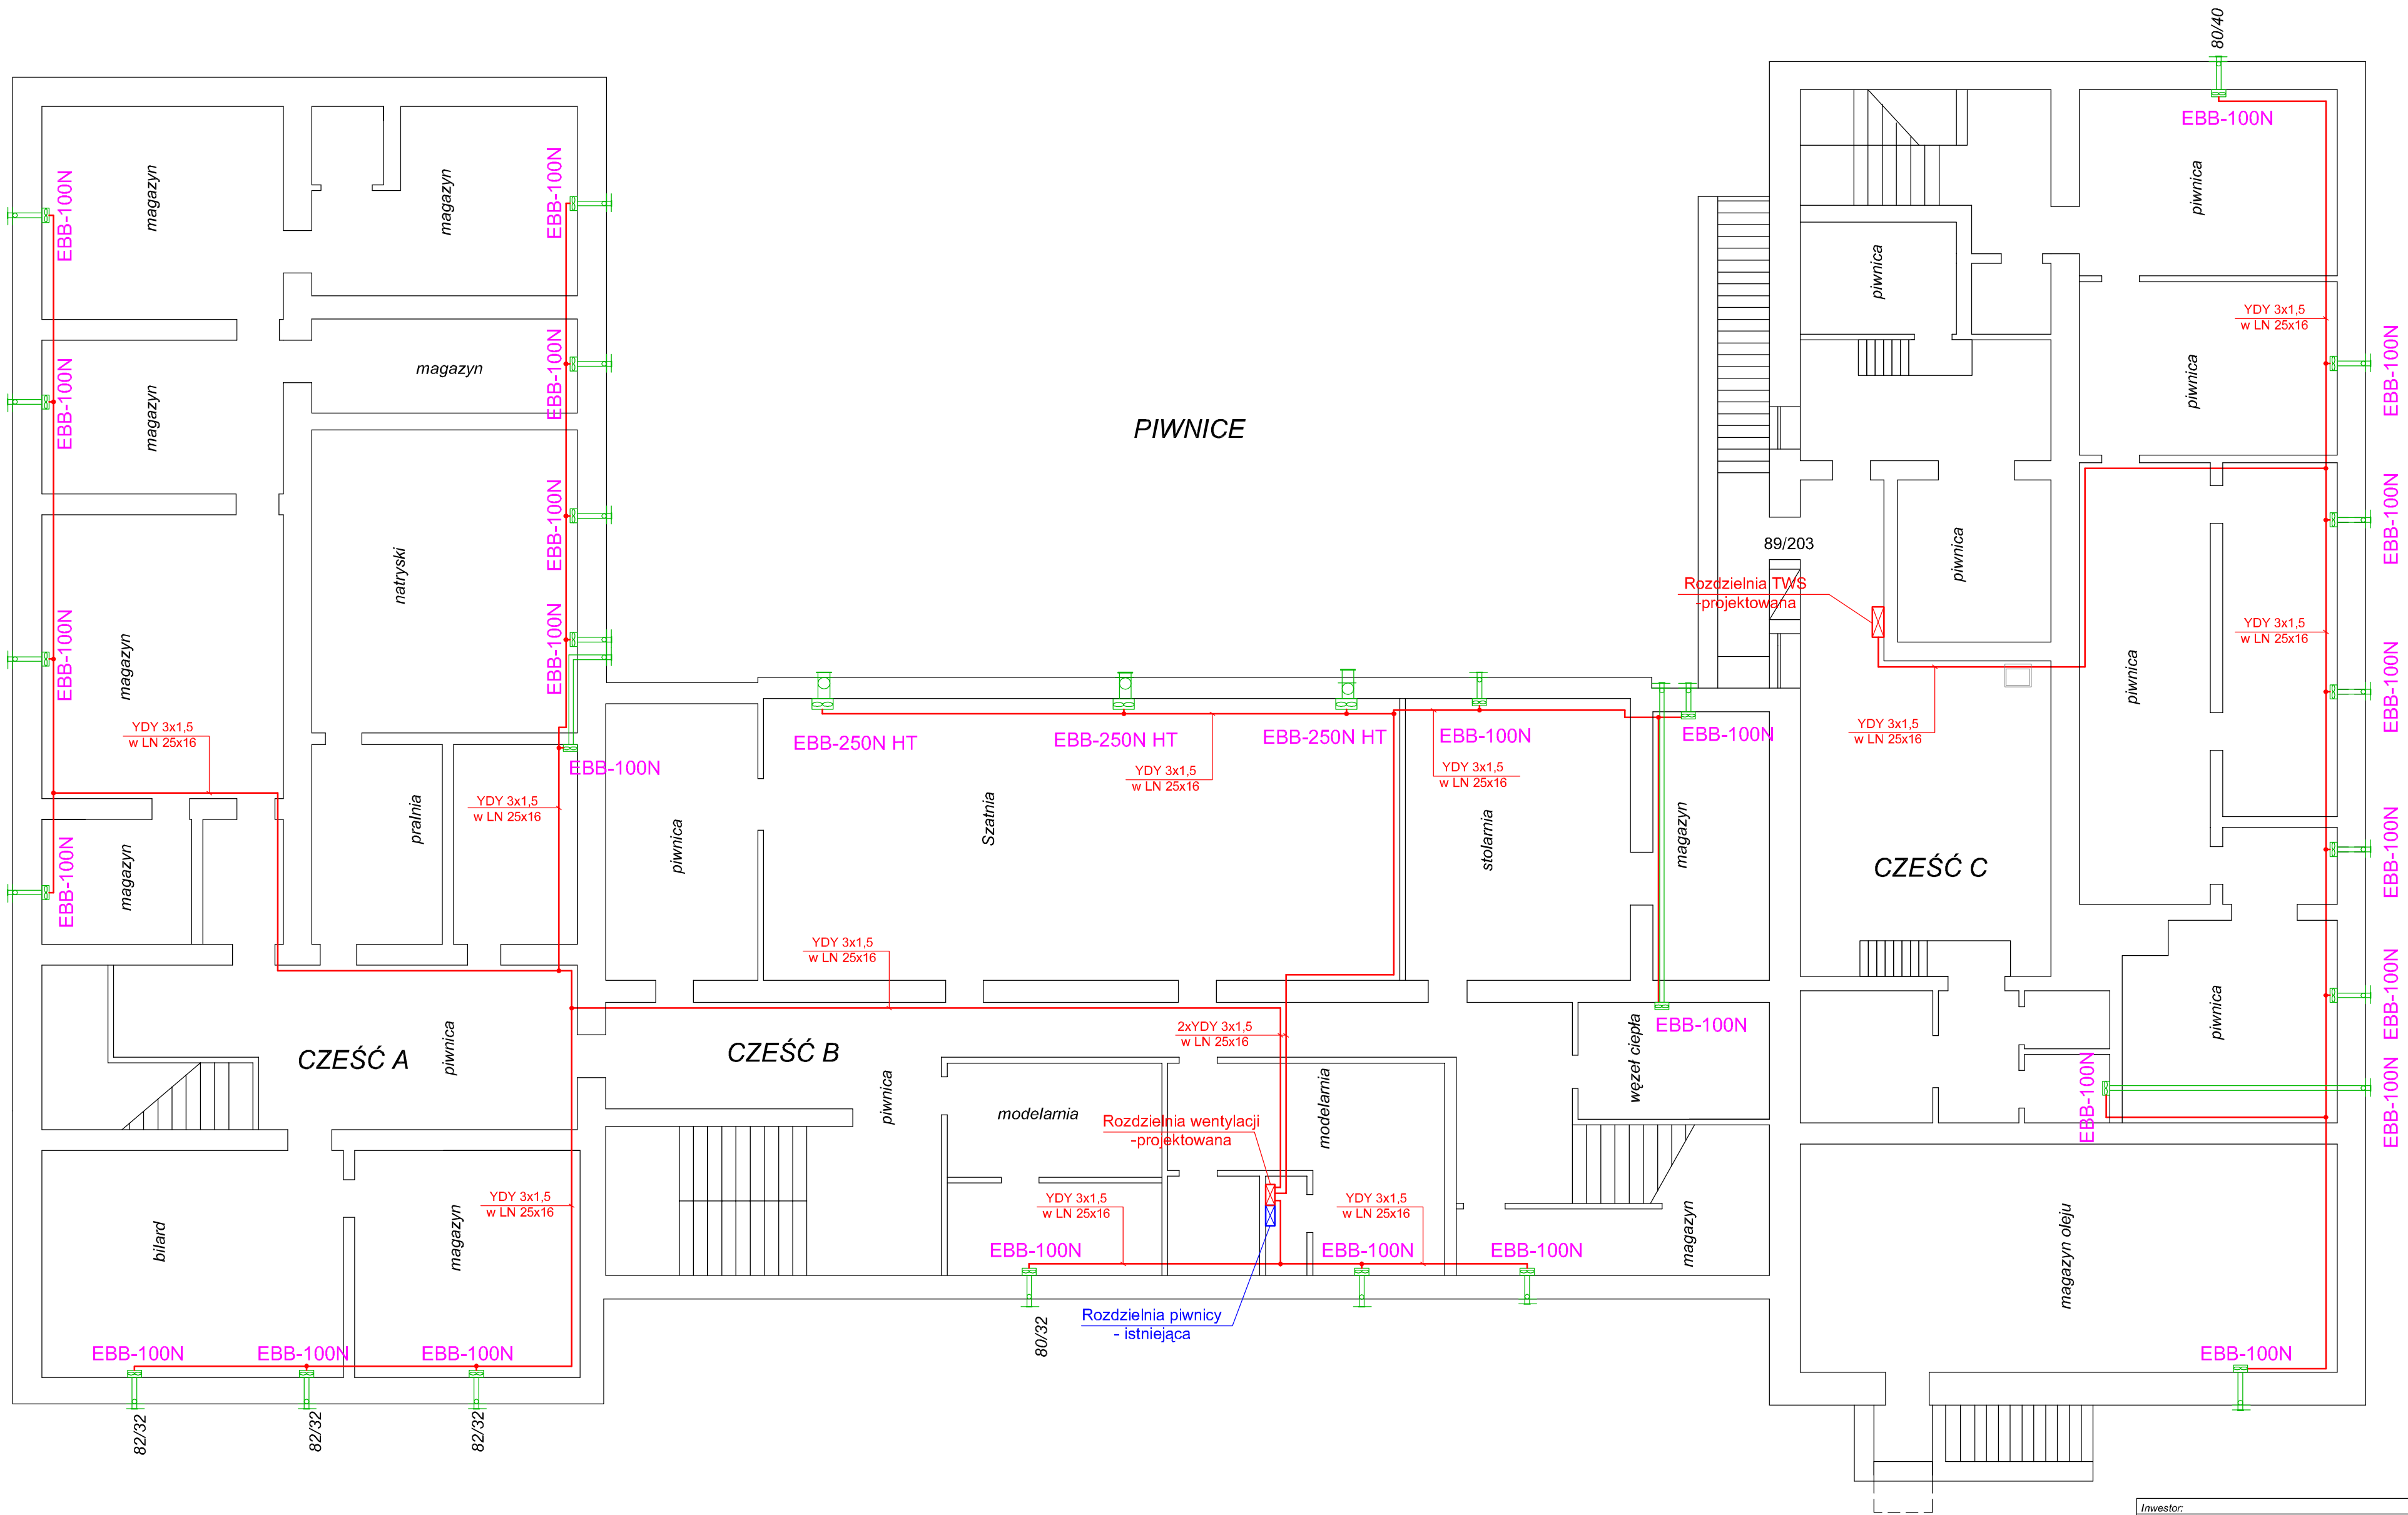 80/40
EBB-100N
piwnica
magazyn
magazyn
EBB-100N
EBB-100N
piwnica
YDY 3x1,5
w LN 25x16
EBB-100N
magazyn
EBB-100N
piwnica
EBB-100N
EBB-100N
magazyn
PIWNICE
natryski
EBB-100N
EBB-100N
89/203
piwnica
Rozdzielnia TWS
-projektowana
YDY 3x1,5
w LN 25x16
magazyn
EBB-100N
EBB-100N
piwnica
EBB-100N
YDY 3x1,5
w LN 25x16
EBB-100N
EBB-250N HT
EBB-250N HT
EBB-250N HT
EBB-100N
EBB-100N
YDY 3x1,5
w LN 25x16
YDY 3x1,5
w LN 25x16
YDY 3x1,5
w LN 25x16
YDY 3x1,5
w LN 25x16
pralnia
piwnica
Szatnia
stolarnia
magazyn
magazyn
EBB-100N
CZEŚĆ C
EBB-100N
YDY 3x1,5
w LN 25x16
EBB-100N
piwnica
2xYDY 3x1,5
w LN 25x16
EBB-100N
CZEŚĆ A
piwnica
CZEŚĆ B
piwnica
modelarnia
modelarnia
węzeł ciepła
EBB-100N
EBB-100N
Rozdzielnia wentylacji
-projektowana
YDY 3x1,5
w LN 25x16
YDY 3x1,5
w LN 25x16
YDY 3x1,5
w LN 25x16
bilard
magazyn
magazyn
magazyn oleju
EBB-100N
EBB-100N
EBB-100N
Rozdzielnia piwnicy
- istniejąca
80/32
EBB-100N
EBB-100N
EBB-100N
EBB-100N
82/32
82/32
82/32
Inwestor: